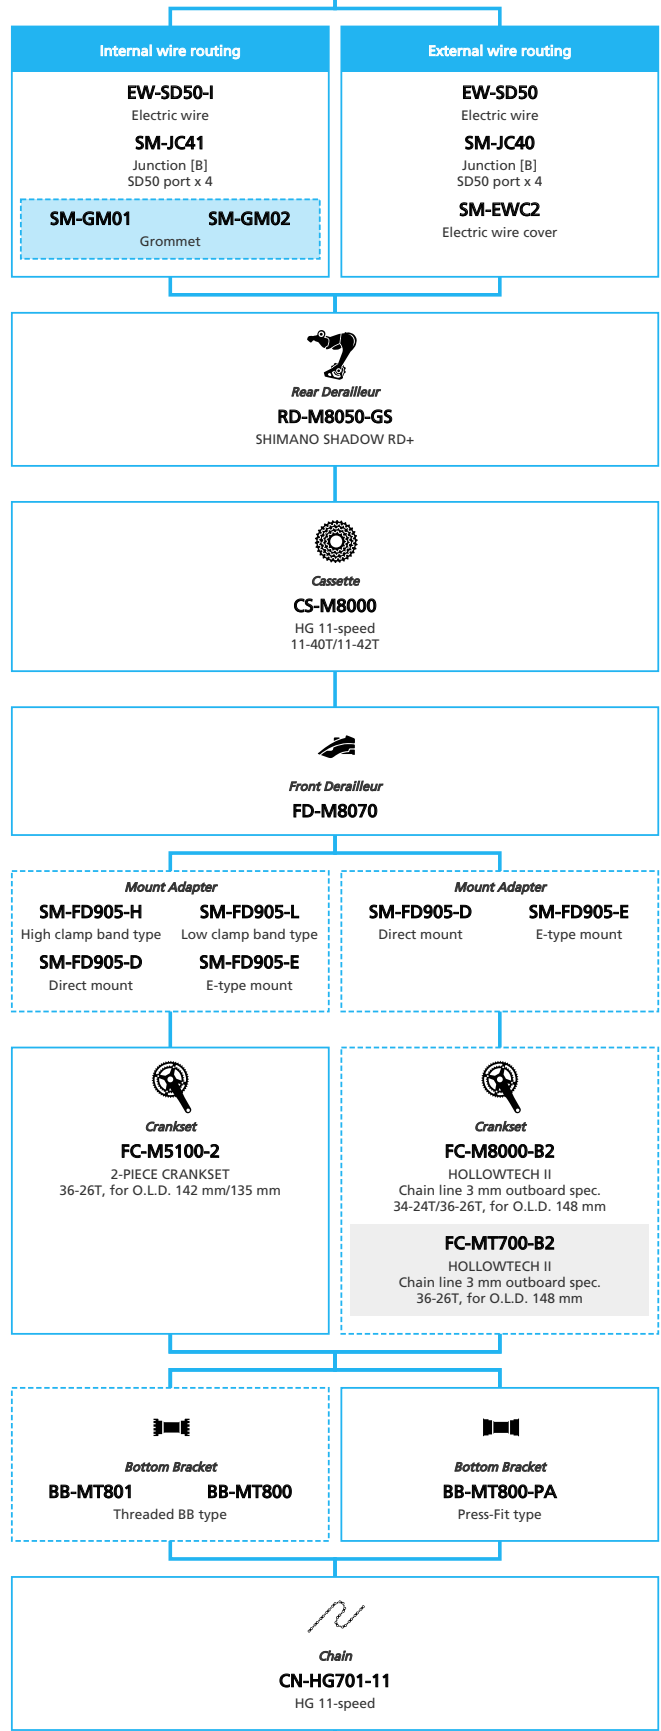 Internal wire routing
EW-SD50-I
Electric wire
SM-JC41
Junction [B]
SD50 port x 4
SM-GM01 SM-GM02
Grommet
External wire routing
EW-SD50
Electric wire
SM-JC40
Junction [B]
SD50 port x 4
SM-EWC2
Electric wire cover
Rear Derailleur
RD-M8050-GS
SHIMANO SHADOW RD+
Cassette
CS-M8000
HG 11-speed
11-40T/11-42T
Front Derailleur
FD-M8070
Mount Adapter
SM-FD905-H SM-FD905-L
High clamp band type Low clamp band type
SM-FD905-D SM-FD905-E
Direct mount E-type mount
Mount Adapter
SM-FD905-D SM-FD905-E
Direct mount E-type mount
Crankset
FC-M5100-2
2-PIECE CRANKSET
36-26T, for O.L.D. 142 mm/135 mm
Crankset
FC-M8000-B2
HOLLOWTECH II
Chain line 3 mm outboard spec.
34-24T/36-26T, for O.L.D. 148 mm
FC-MT700-B2
HOLLOWTECH II
Chain line 3 mm outboard spec.
36-26T, for O.L.D. 148 mm
Bottom Bracket
BB-MT801 BB-MT800
Threaded BB type
Bottom Bracket
BB-MT800-PA
Press-Fit type
Chain
CN-HG701-11
HG 11-speed